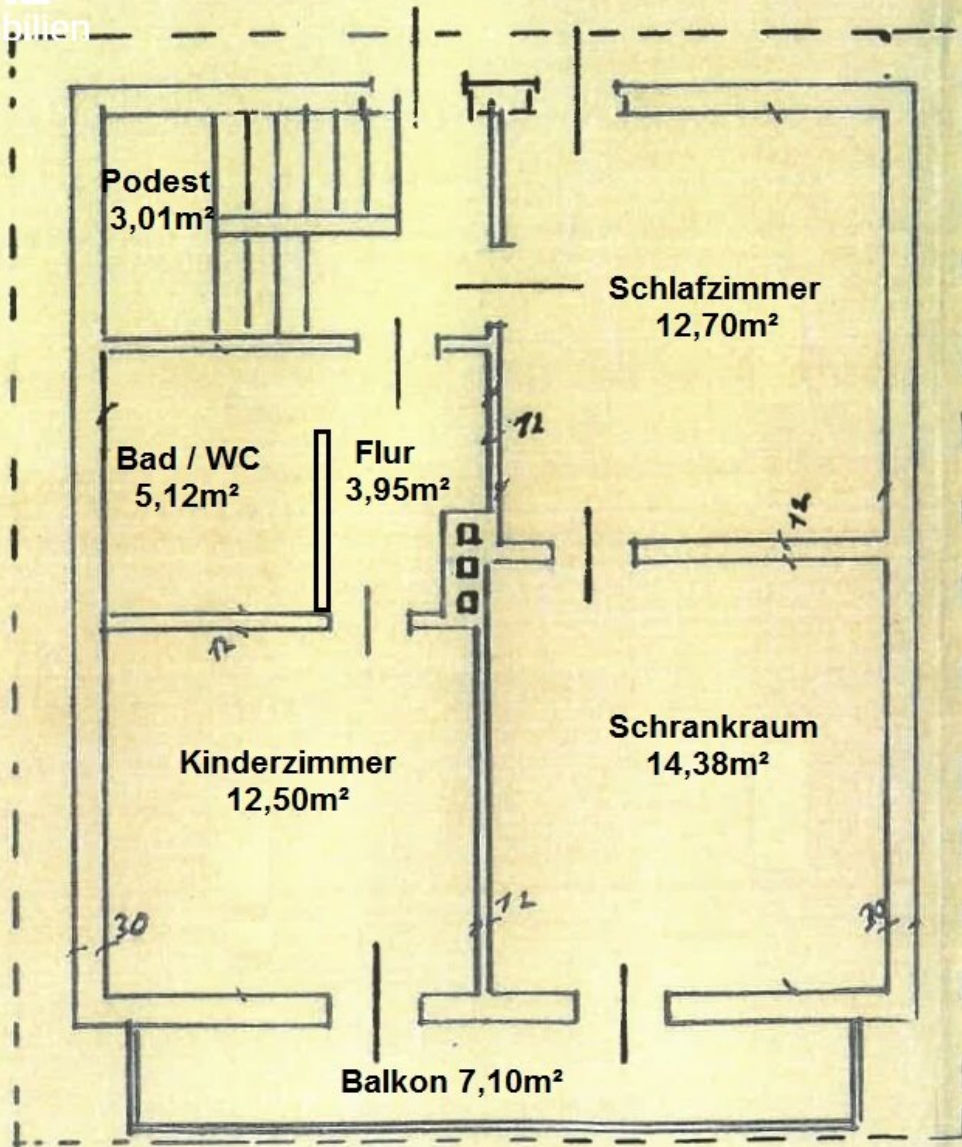 bilien
Podest
3,01m²
Schlafzimmer
12,70m²
12
Bad / WC
5,12m²
Flur
3,95m²
12
12
Schrankraum
14,38m²
Kinderzimmer
12,50m²
30
12
30
Balkon 7,10m²